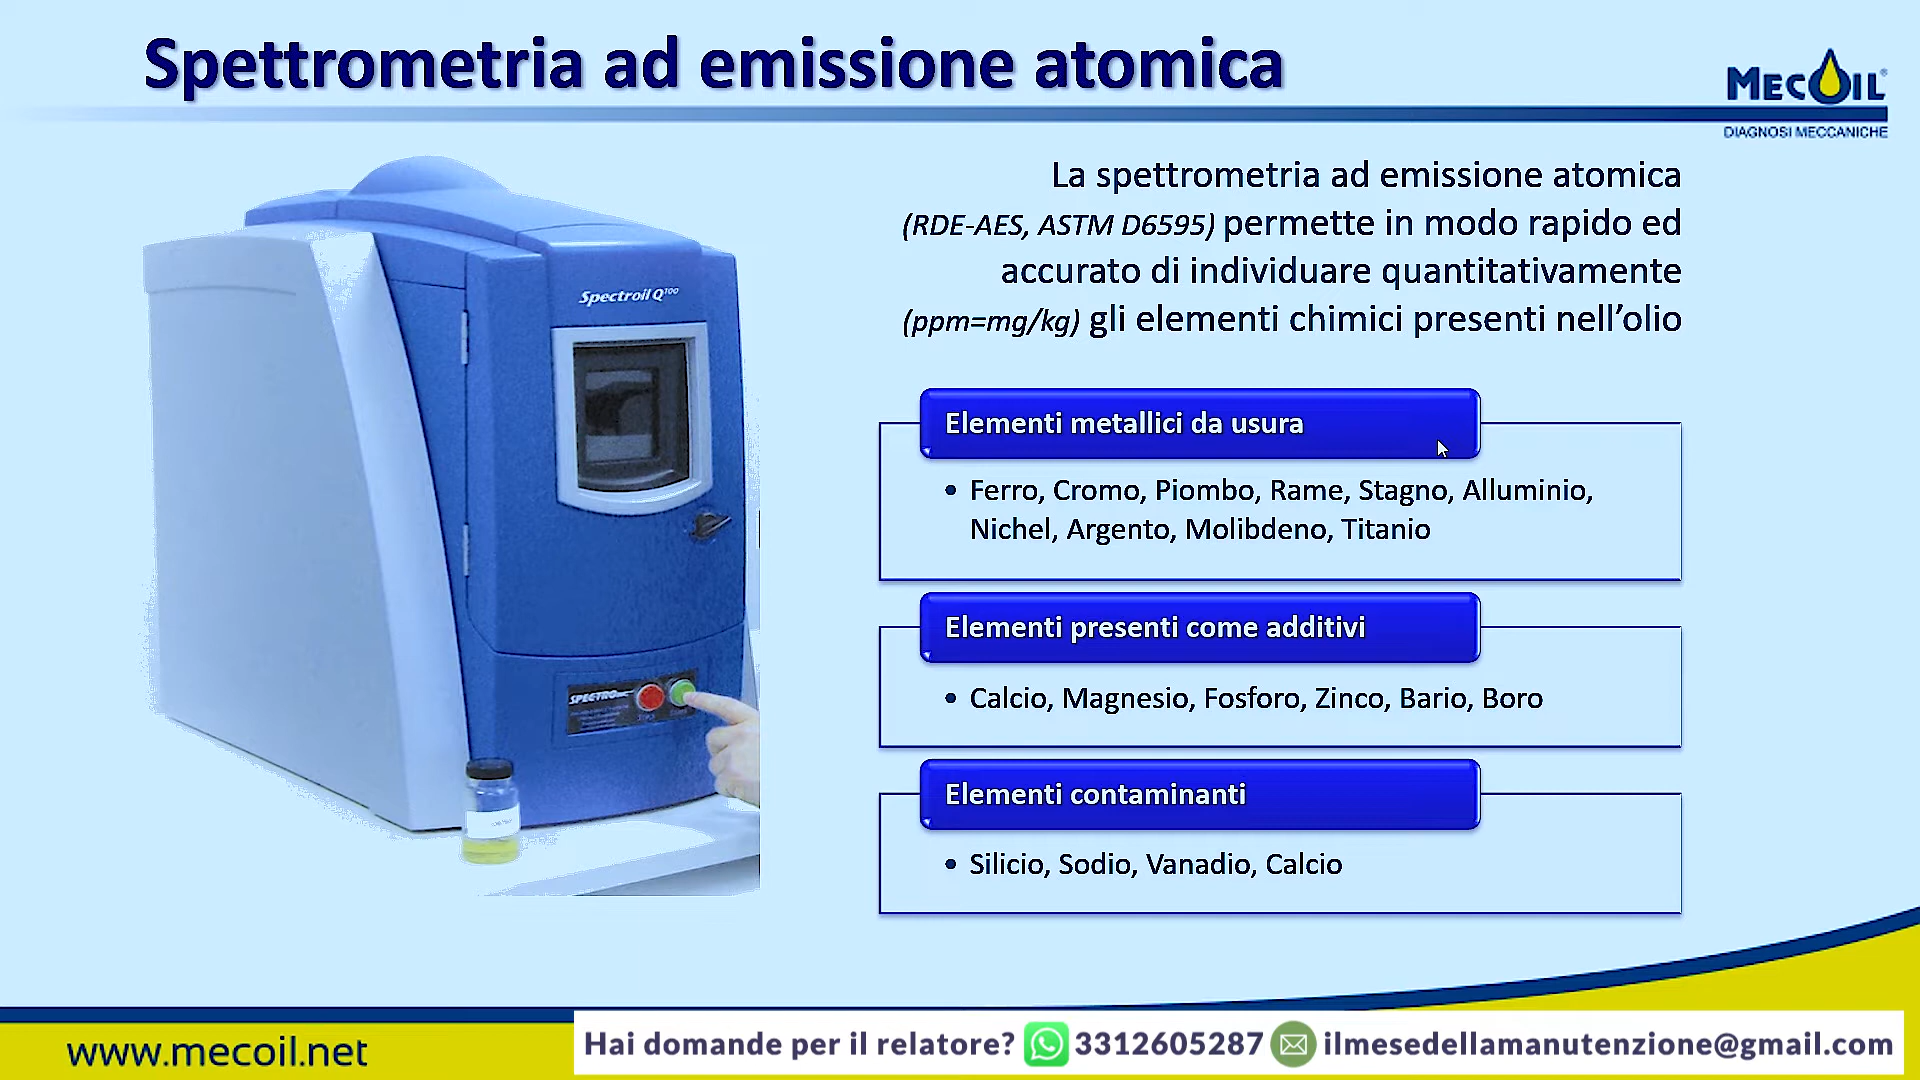 Spettrometria ad emissione atomica
MECOIL®
DIAGNOSI MECCANICHE
La spettrometria ad emissione atomica
(RDE-AES, ASTM D6595) permette in modo rapido ed
accurato di individuare quantitativamente
(ppm=mg/kg) gli elementi chimici presenti nell’olio
Spectroil Q100
SPECTRO
Elementi metallici da usura
• Ferro, Cromo, Piombo, Rame, Stagno, Alluminio,
Nichel, Argento, Molibdeno, Titanio
Elementi presenti come additivi
• Calcio, Magnesio, Fosforo, Zinco, Bario, Boro
Elementi contaminanti
• Silicio, Sodio, Vanadio, Calcio
www.mecoil.net
Hai domande per il relatore? 3312605287 ilmesedellamanutenzione@gmail.com